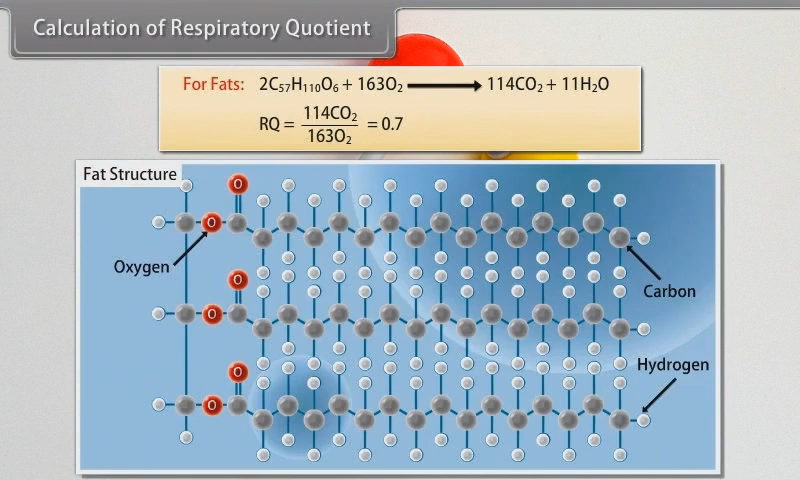 Calculation of Respiratory Quotient
For Fats: 2C₅₇H₁₁₀O₆ + 163O₂ ⟶ 114CO₂ + 11H₂O
RQ = 114CO₂ / 163O₂ = 0.7
Fat Structure
O
O
Oxygen
O
Carbon
O
O
Hydrogen
O